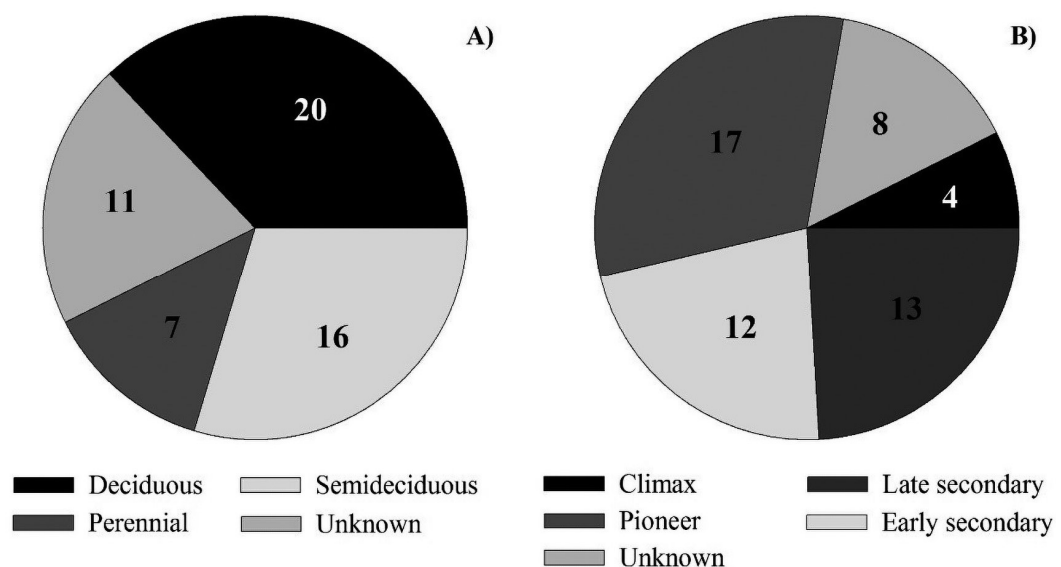 A)
20
11
7
16
Deciduous Semideciduous
Perennial Unknown
B)
17
8
4
12
13
Climax Late secondary
Pioneer Early secondary
Unknown